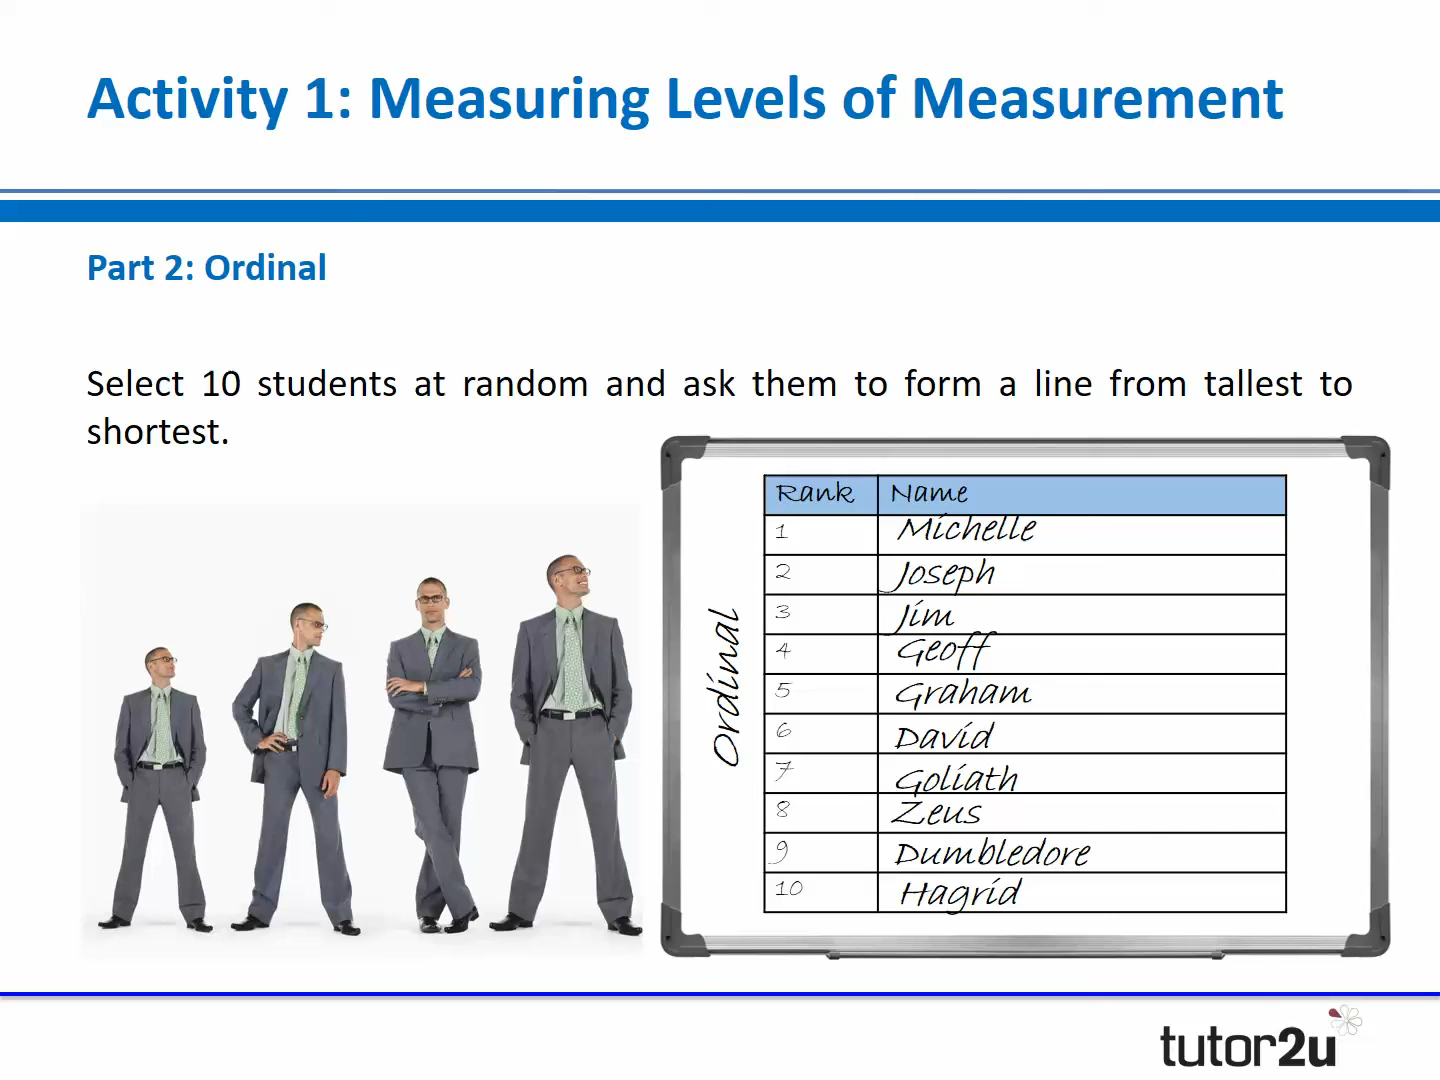 Activity 1: Measuring Levels of Measurement
Part 2: Ordinal
Select 10 students at random and ask them to form a line from tallest to
shortest.
Ordinal
Rank Name
1 Michelle
2 Joseph
3 Jim
4 Geoff
5 Graham
6 David
7 Goliath
8 Zeus
9 Dumbledore
10 Hagrid
tutor2u